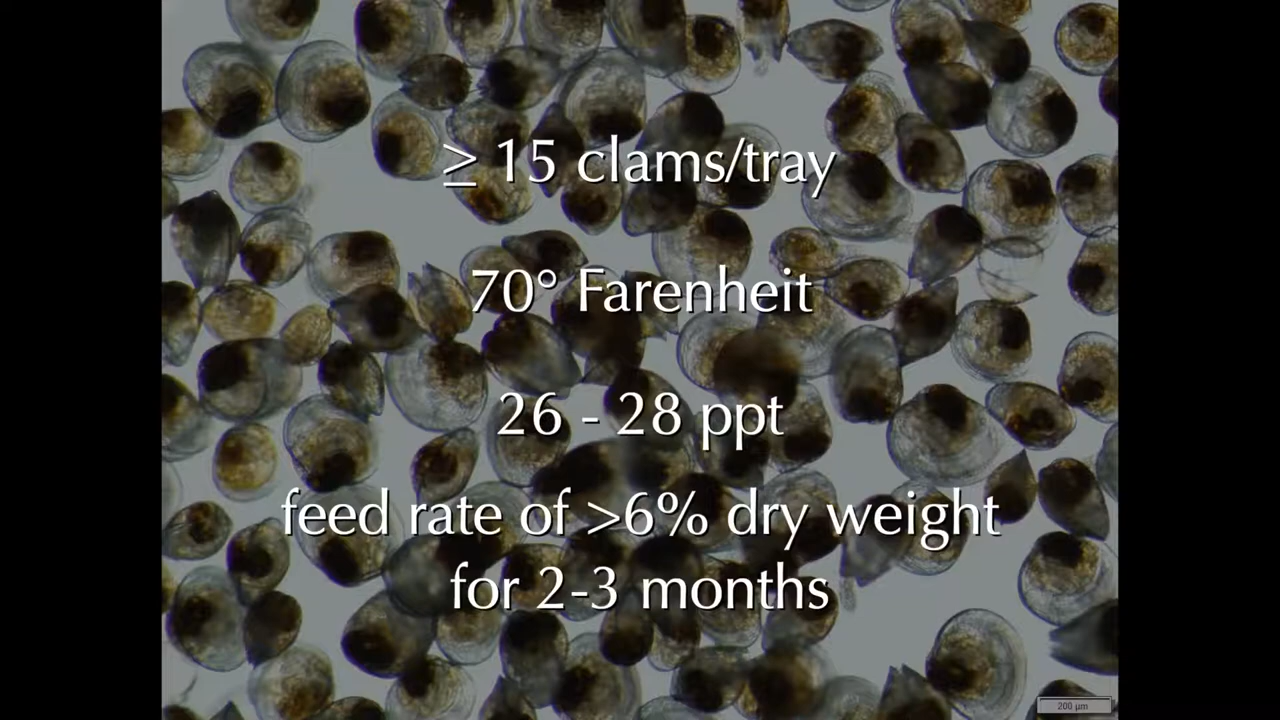 ≥ 15 clams/tray
70° Farenheit
26 - 28 ppt
feed rate of >6% dry weight
for 2-3 months
200 µm